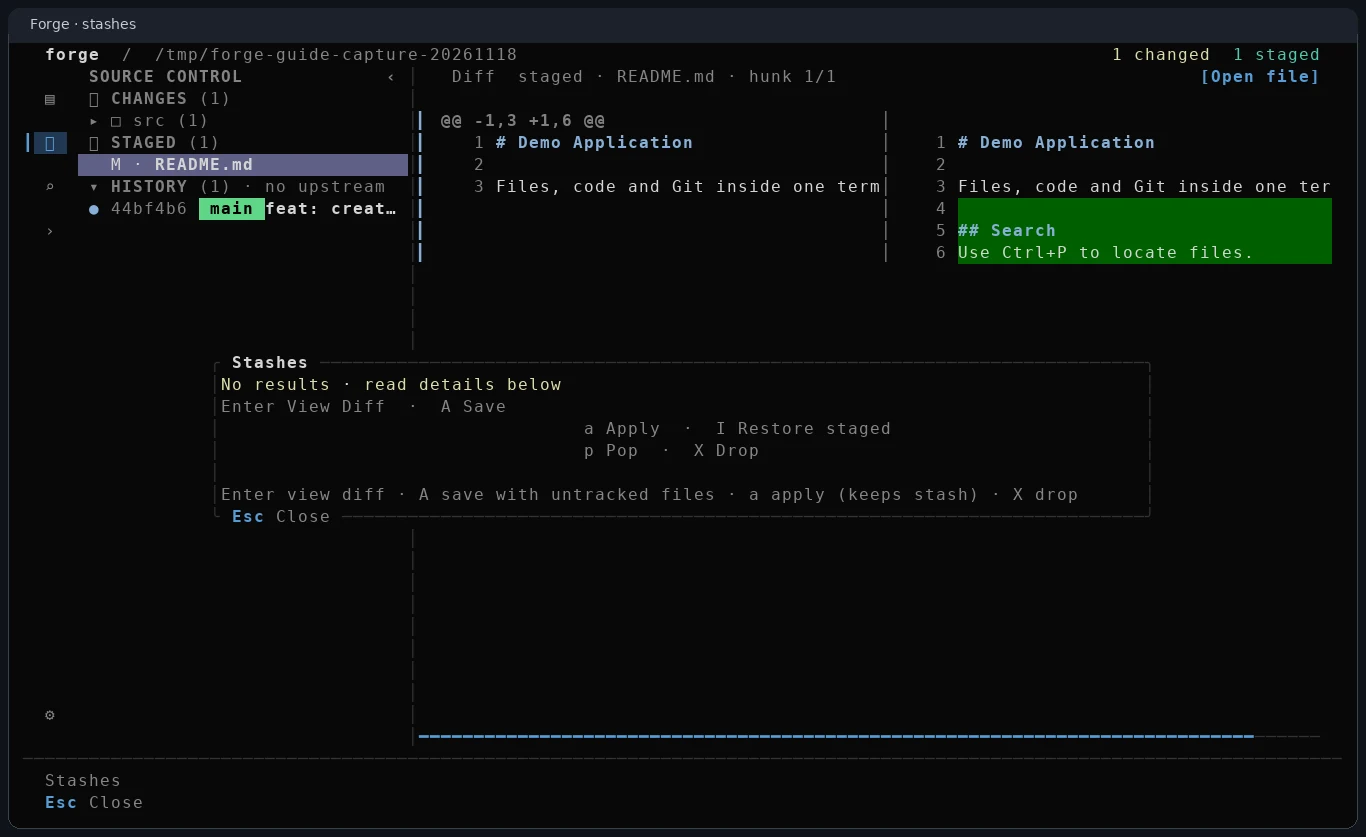 Forge · stashes
forge / /tmp/forge-guide-capture-20261118
1 changed 1 staged
SOURCE CONTROL ‹
CHANGES (1)
▸ □ src (1)
STAGED (1)
M · README.md
▾ HISTORY (1) · no upstream
● 44bf4b6 main feat: creat…
Diff staged · README.md · hunk 1/1
[Open file]
@@ -1,3 +1,6 @@
1 # Demo Application
2
3 Files, code and Git inside one term
1 # Demo Application
2
3 Files, code and Git inside one ter
4
5 ## Search
6 Use Ctrl+P to locate files.
Stashes
No results · read details below
Enter View Diff · A Save
a Apply · I Restore staged
p Pop · X Drop
Enter view diff · A save with untracked files · a apply (keeps stash) · X drop
Esc Close
Stashes
Esc Close